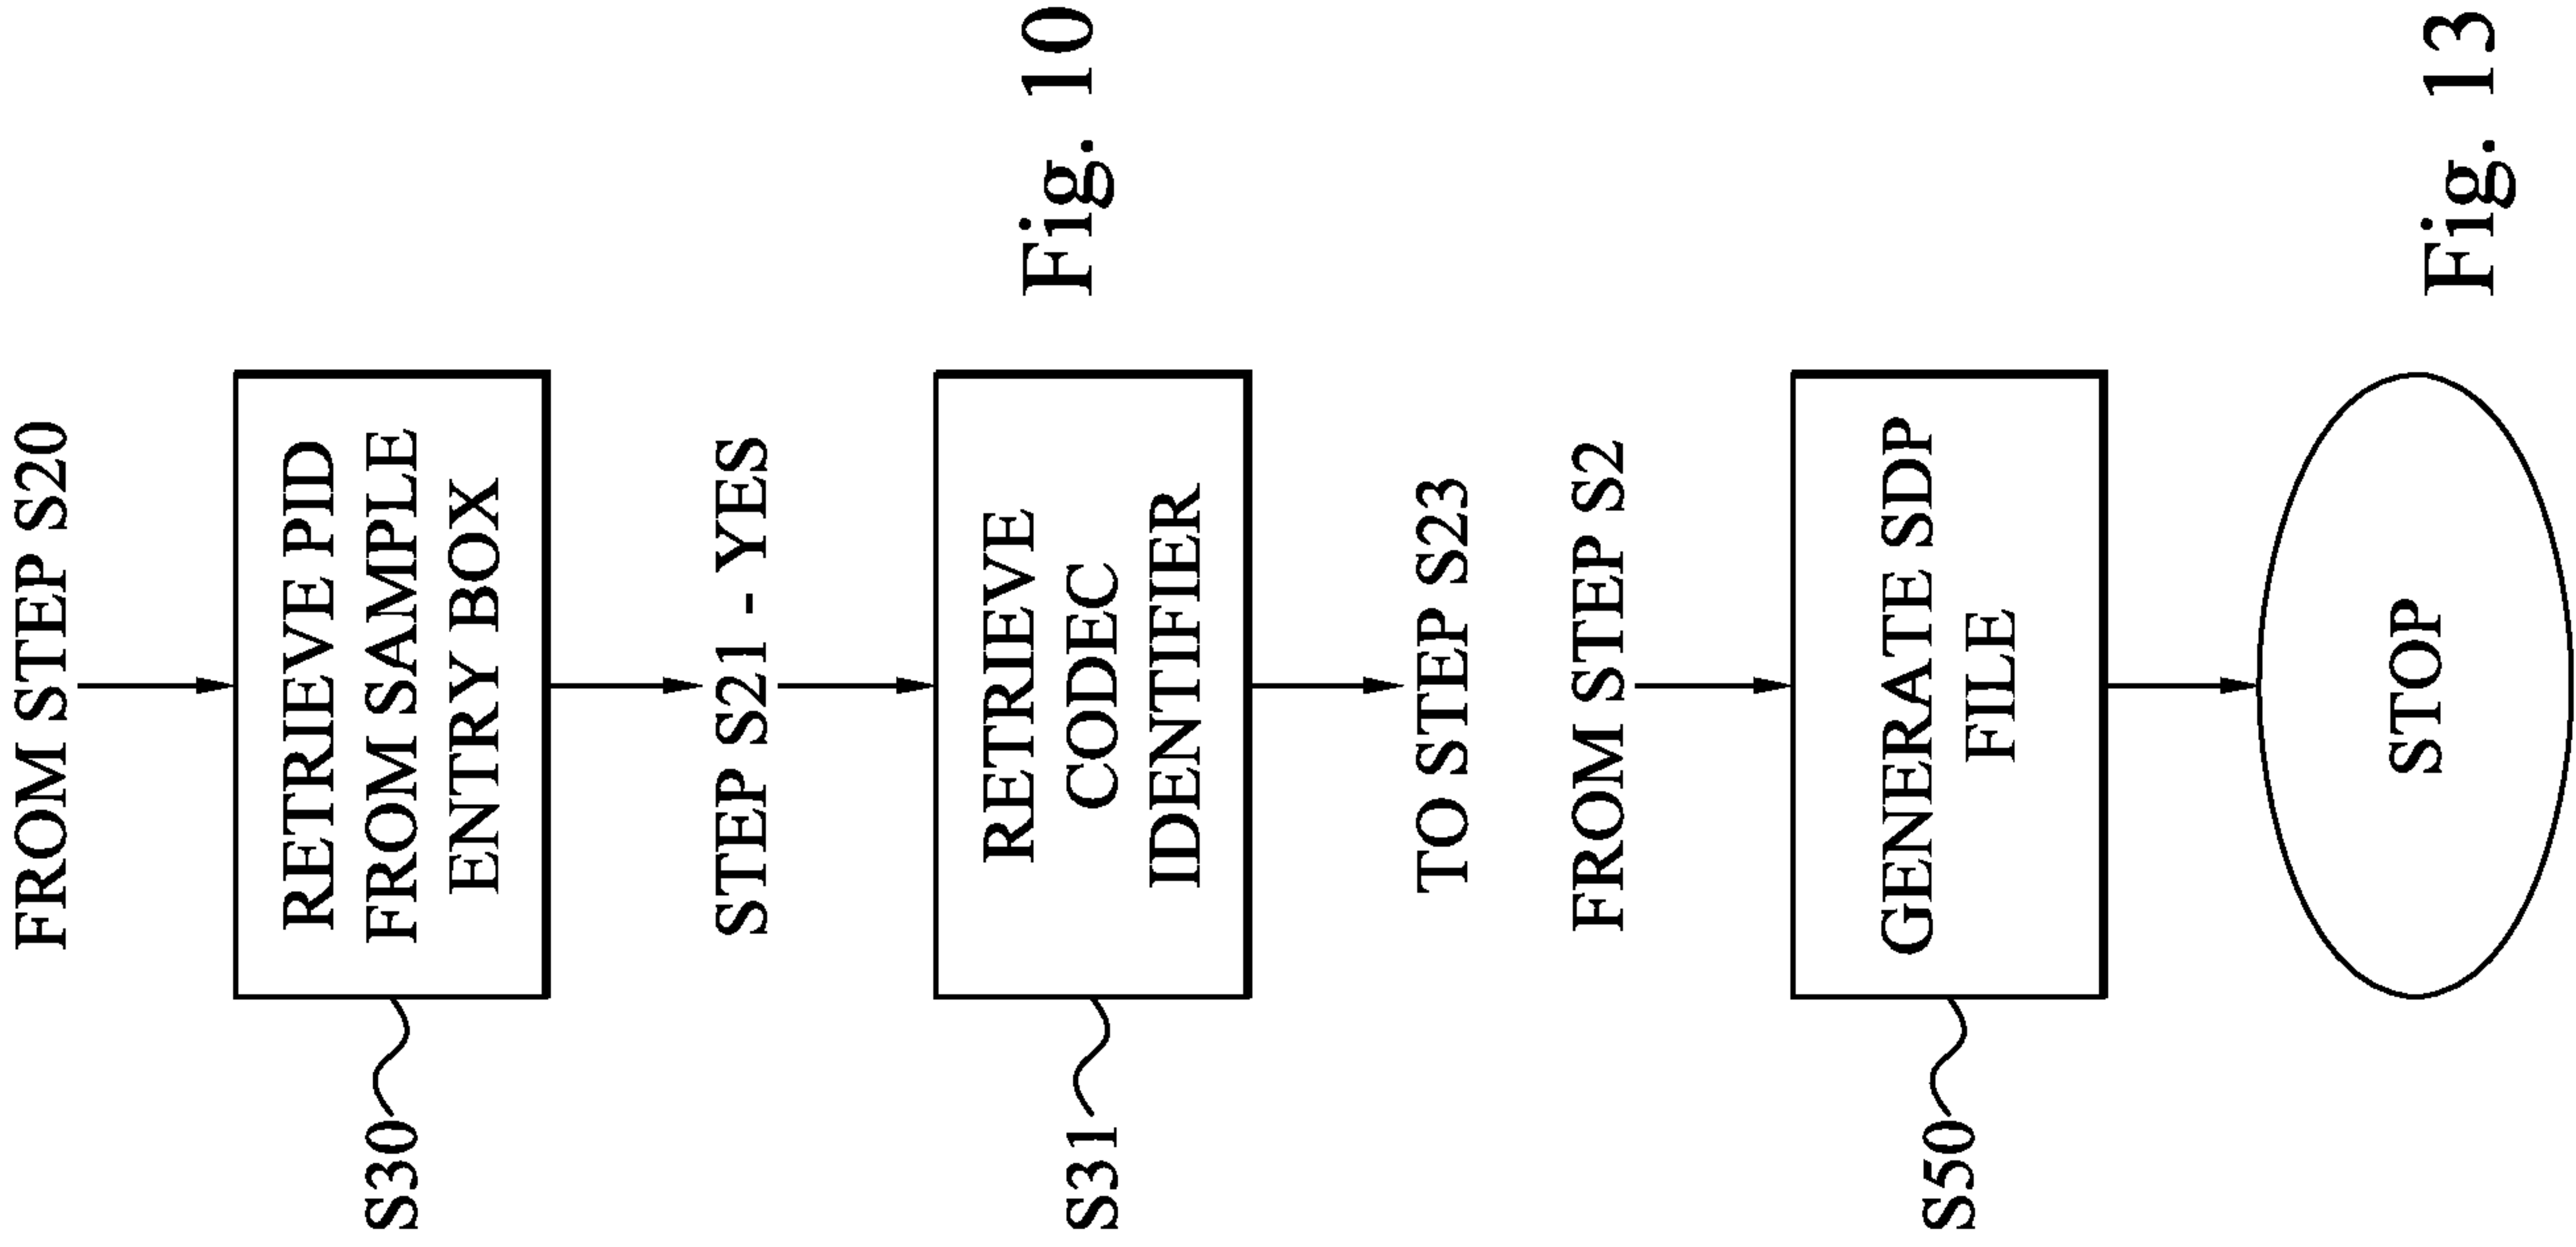 FROM STEP S20
RETRIEVE PID
FROM SAMPLE
ENTRY BOX
S30
STEP S21 - YES
RETRIEVE
CODEC
IDENTIFIER
S31
TO STEP S23
Fig. 10
FROM STEP S2
GENERATE SDP
FILE
S50
STOP
Fig. 13